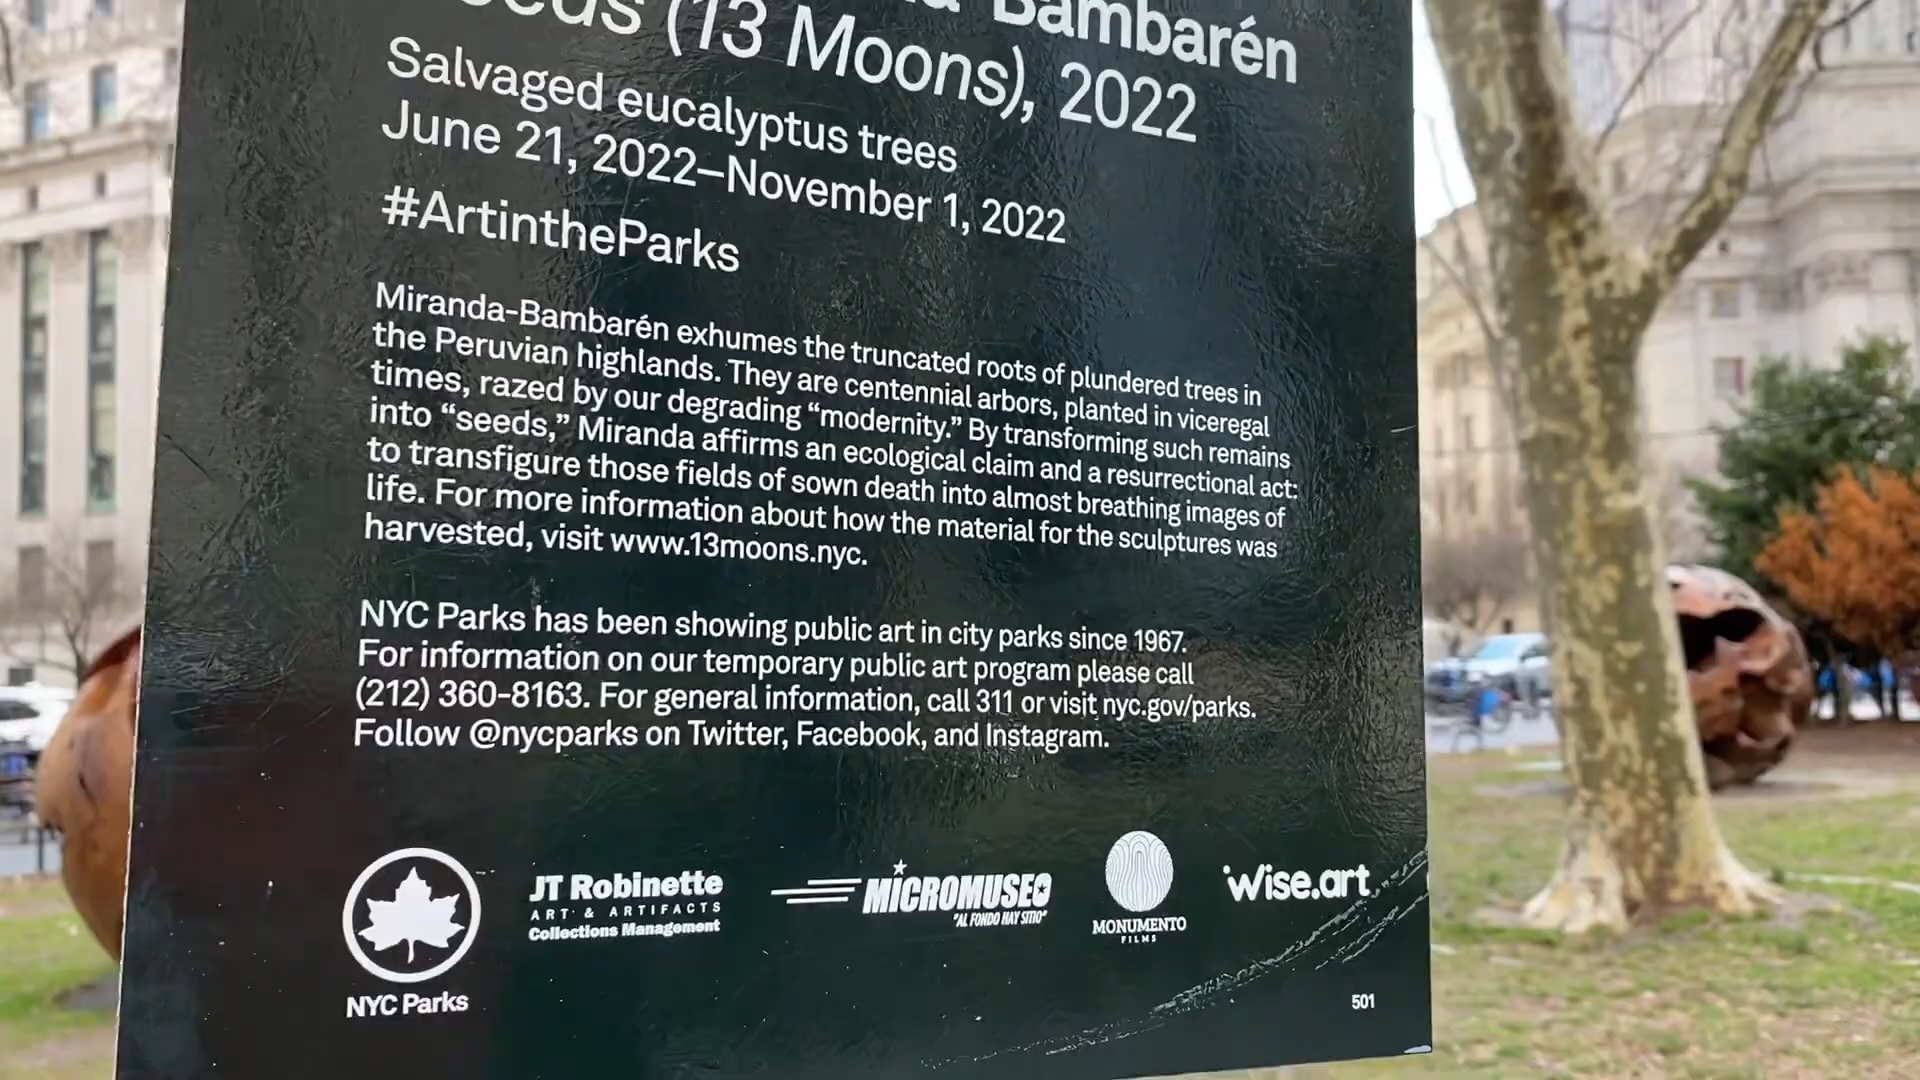 Bambarén
(13 Moons), 2022
Salvaged eucalyptus trees
June 21, 2022–November 1, 2022
#ArtintheParks
Miranda-Bambarén exhumes the truncated roots of plundered trees in
the Peruvian highlands. They are centennial arbors, planted in viceregal
times, razed by our degrading “modernity.” By transforming such remains
into “seeds,” Miranda affirms an ecological claim and a resurrectional act:
to transfigure those fields of sown death into almost breathing images of
life. For more information about how the material for the sculptures was
harvested, visit www.13moons.nyc.
NYC Parks has been showing public art in city parks since 1967.
For information on our temporary public art program please call
(212) 360-8163. For general information, call 311 or visit nyc.gov/parks.
Follow @nycparks on Twitter, Facebook, and Instagram.
NYC Parks
JT Robinette
ART & ARTIFACTS
Collections Management
MICROMUSEO
"AL FONDO HAY SITIO"
MONUMENTO
FILMS
Wise.art
501